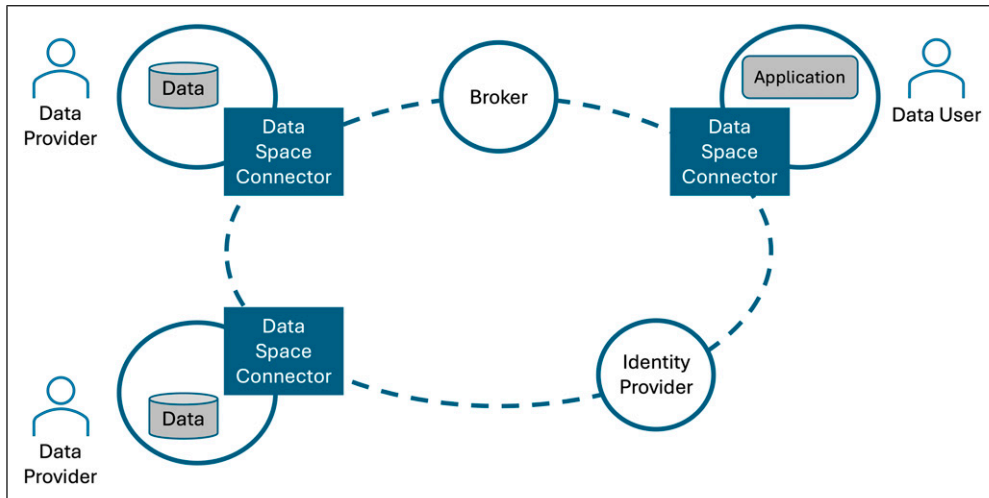 Data
Provider
Data
Data
Space
Connector
Broker
Application
Data
Space
Connector
Data User
Data
Provider
Data
Data
Space
Connector
Identity
Provider